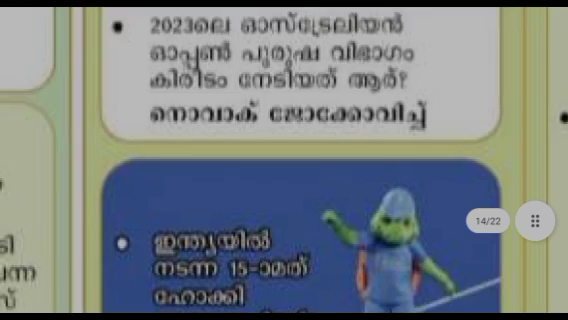 2023ലെ ഓസ്ട്രേലിയൻ
ഓപ്പൺ പുരുഷ വിഭാഗം
കിരീടം നേടിയത് ആര്?
നൊവാക് ജോക്കോവിച്ച്
ഇന്ത്യയിൽ
നടന്ന 15-ാമത്
ഹോക്കി
14/22